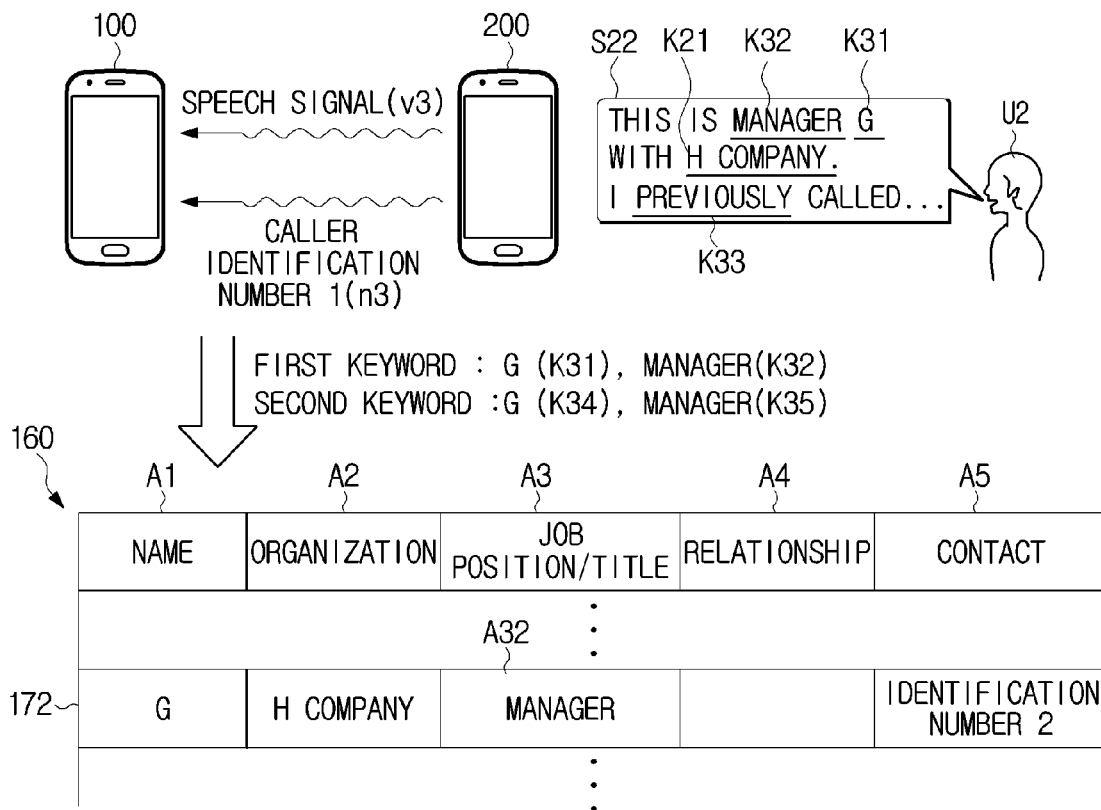 100
200
S22 K21 K32 K31
SPEECH SIGNAL(v3)
THIS IS MANAGER G
WITH H COMPANY.
I PREVIOUSLY CALLED...
U2
K33
CALLER
IDENTIFICATION
NUMBER 1(n3)
FIRST KEYWORD : G (K31), MANAGER(K32)
SECOND KEYWORD :G (K34), MANAGER(K35)
160
A1 A2 A3 A4 A5
NAME
ORGANIZATION
JOB
POSITION/TITLE
RELATIONSHIP
CONTACT
A32
172
G
H COMPANY
MANAGER
IDENTIFICATION
NUMBER 2